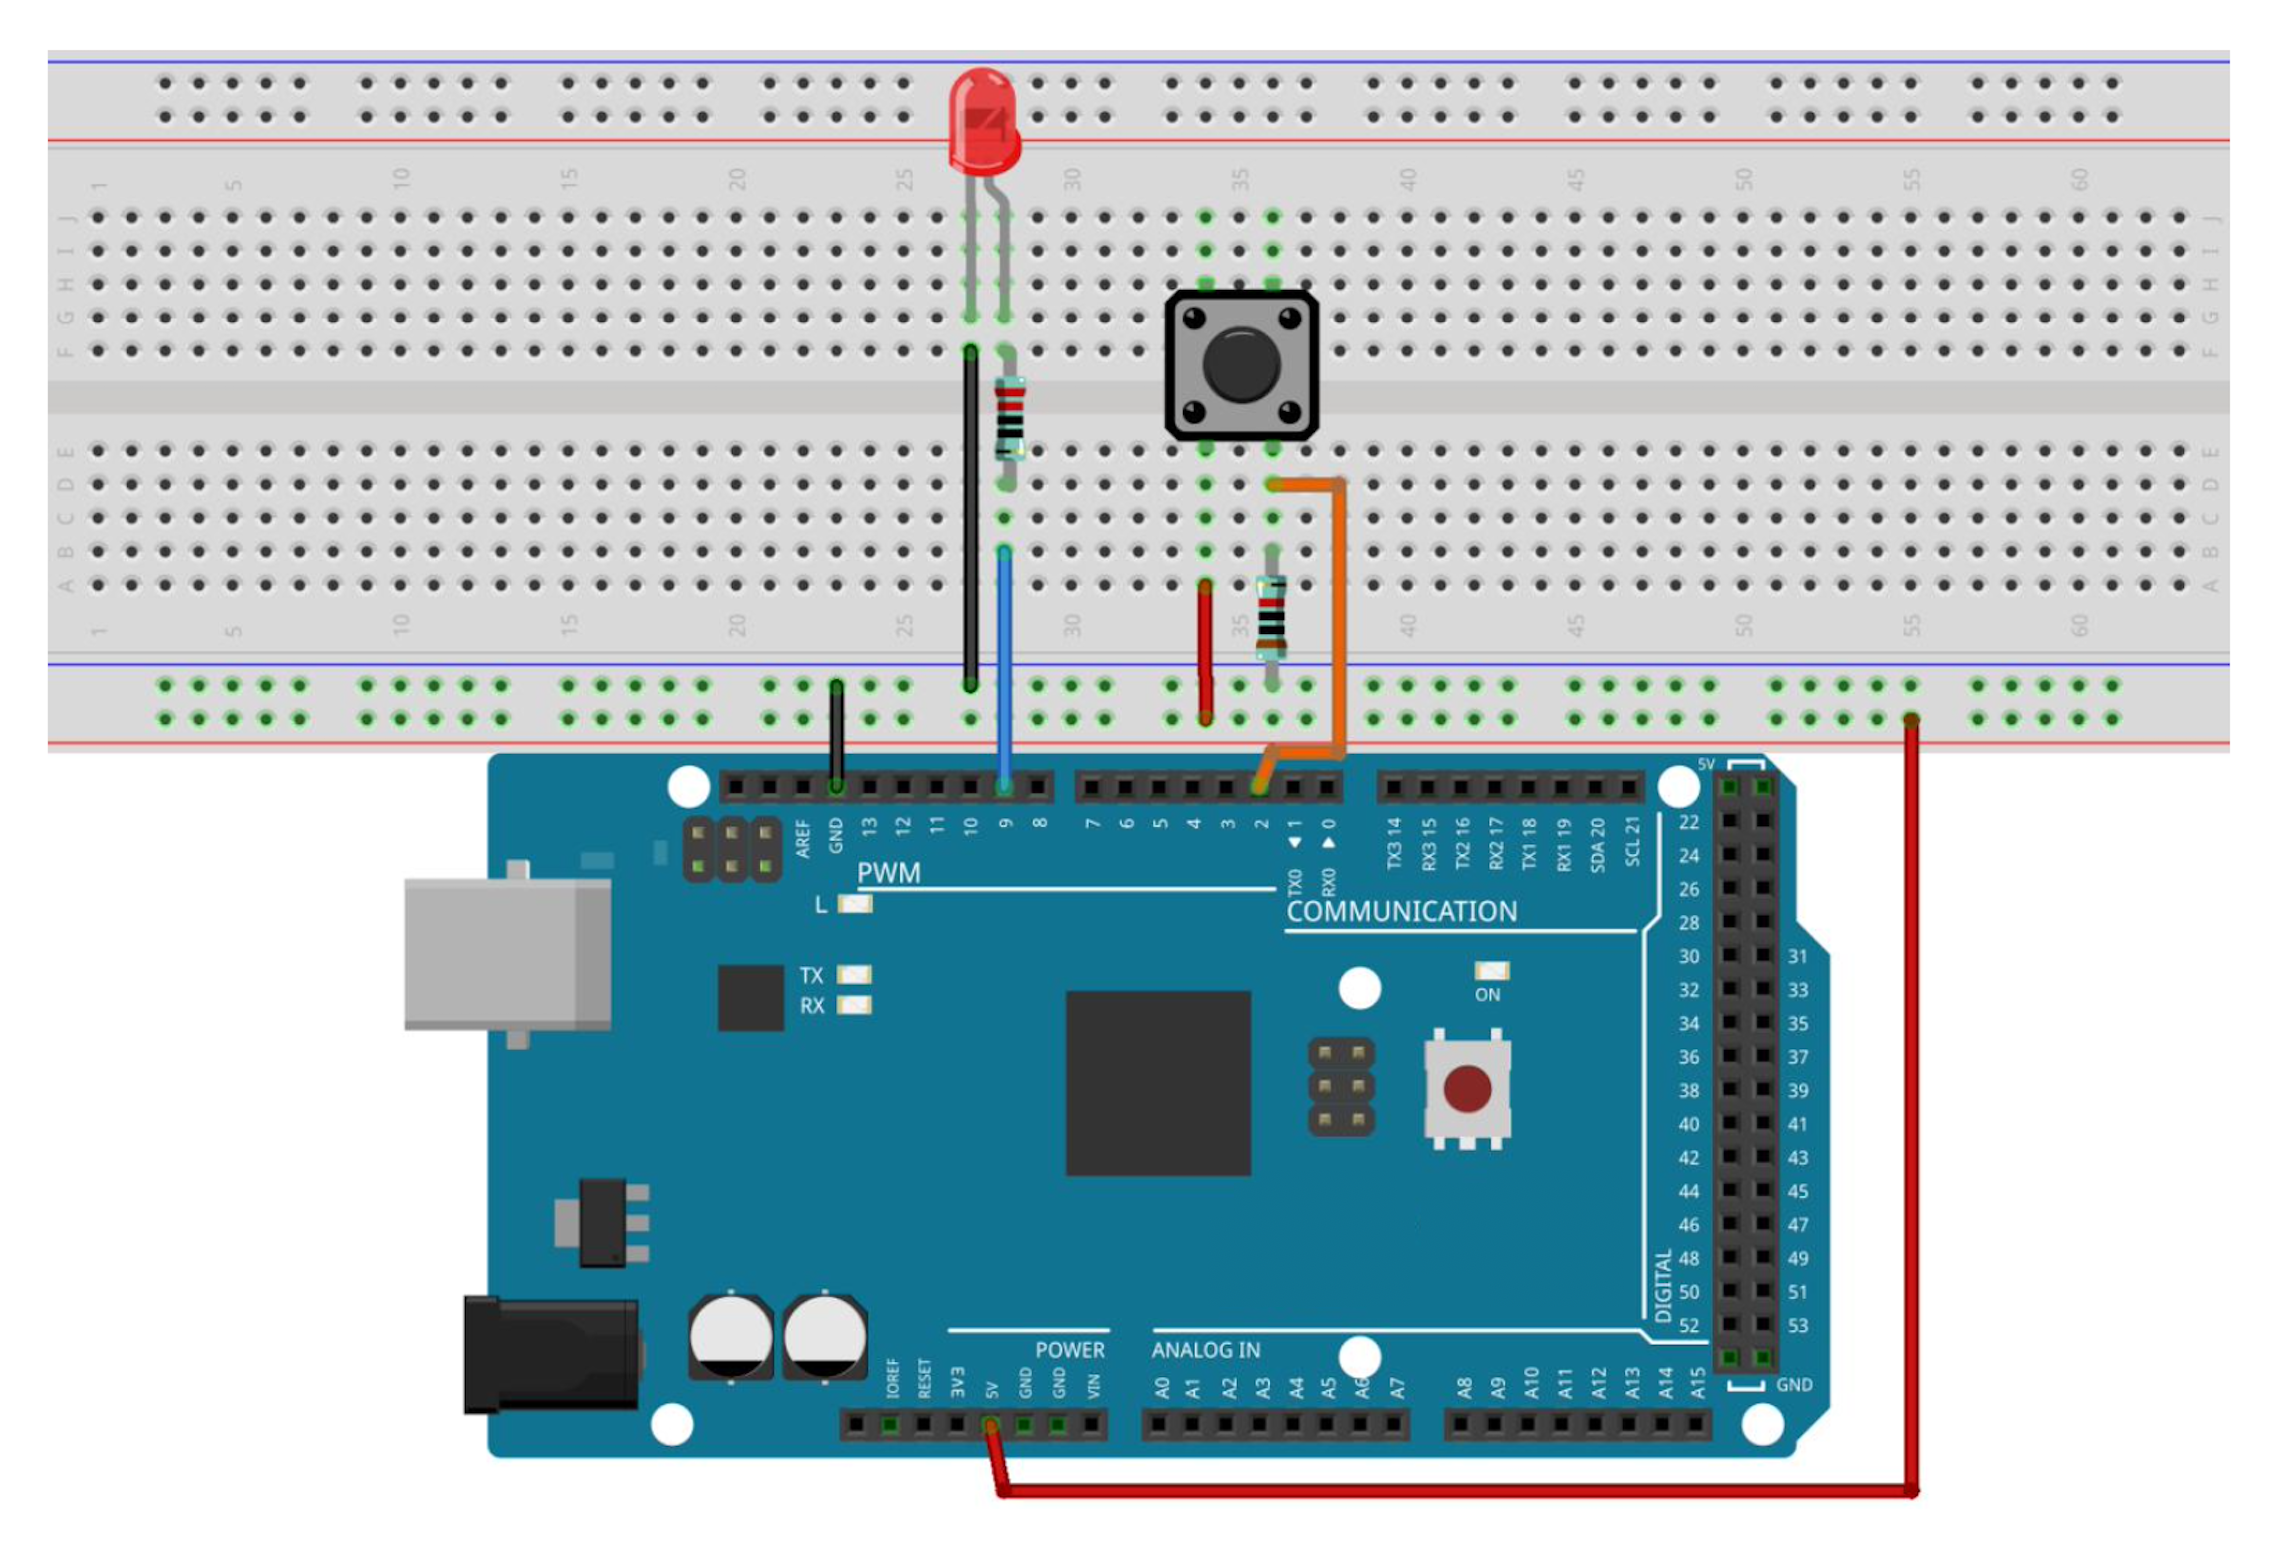 1 5 10 15 20 25 30 35 40 45 50 55 60
J J
I I
H H
G G
F F
E E
D D
C C
B B
A A
1 5 10 15 20 25 30 35 40 45 50 55 60
5V
AREF GND 13 12 11 10 9 8 7 6 5 4 3 2 1 0 TX3 14 RX3 15 TX2 16 RX2 17 TX1 18 RX1 19 SDA 20 SCL 21
TX0 RX0
PWM
COMMUNICATION
L
TX
RX
ON
22
24
26
28
30 31
32 33
34 35
36 37
38 39
40 41
42 43
44 45
46 47
48 49
50 51
52 53
DIGITAL
GND
POWER ANALOG IN
IOREF RESET 3V3 5V GND GND VIN A0 A1 A2 A3 A4 A5 A6 A7 A8 A9 A10 A11 A12 A13 A14 A15